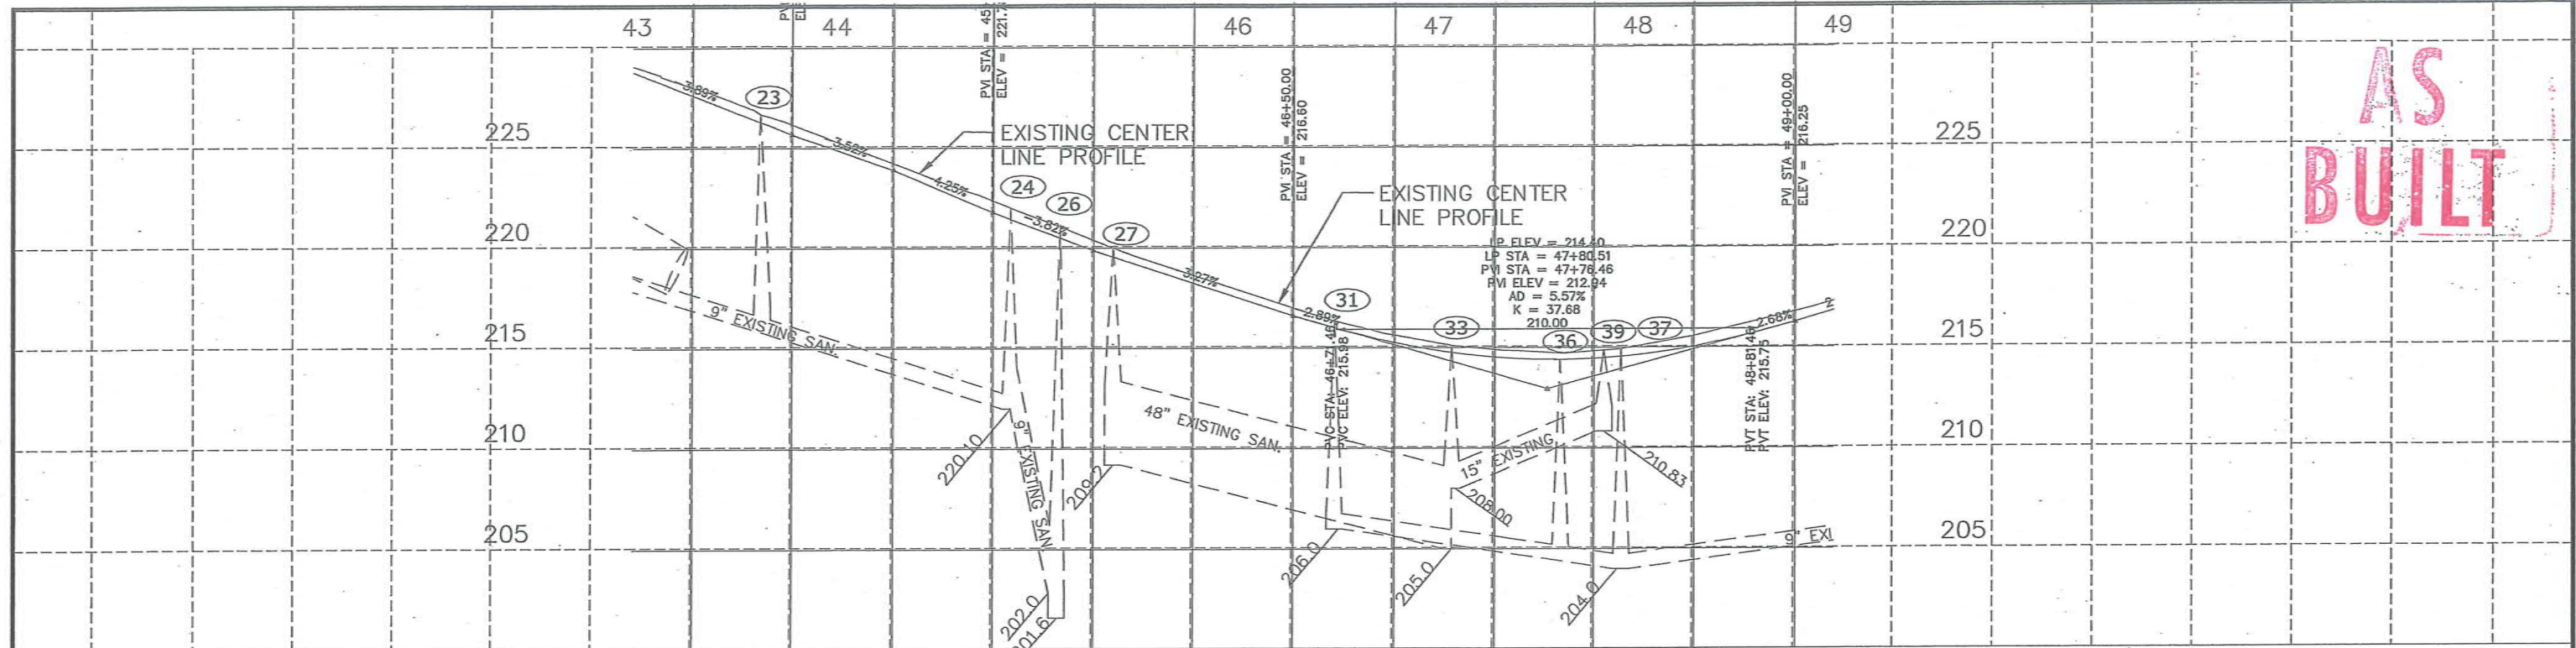 43
44
46
47
48
49
PVI STA = 45
ELEV = 221.7
PVI STA = 46+50.00
ELEV = 216.60
PVI STA = 49+00.00
ELEV = 216.25
AS
BUILT
225
220
215
210
205
225
220
215
210
205
3.89%
3.52%
4.25%
-3.82%
3.27%
2.89%
2.68%
2
23
24
26
27
31
33
36
39
37
EXISTING CENTER
LINE PROFILE
EXISTING CENTER
LINE PROFILE
LP ELEV = 214.40
LP STA = 47+80.51
PVI STA = 47+76.46
PVI ELEV = 212.94
AD = 5.57%
K = 37.68
210.00
PVC STA: 46+71.46
PVC ELEV: 215.98
PVT STA: 48+81.46
PVT ELEV: 215.75
9" EXISTING SAN.
9" EXISTING SAN.
48" EXISTING SAN.
15" EXISTING
9" EXI
220.10
209.2
202.0
201.6
206.0
205.0
208.00
210.83
204.0